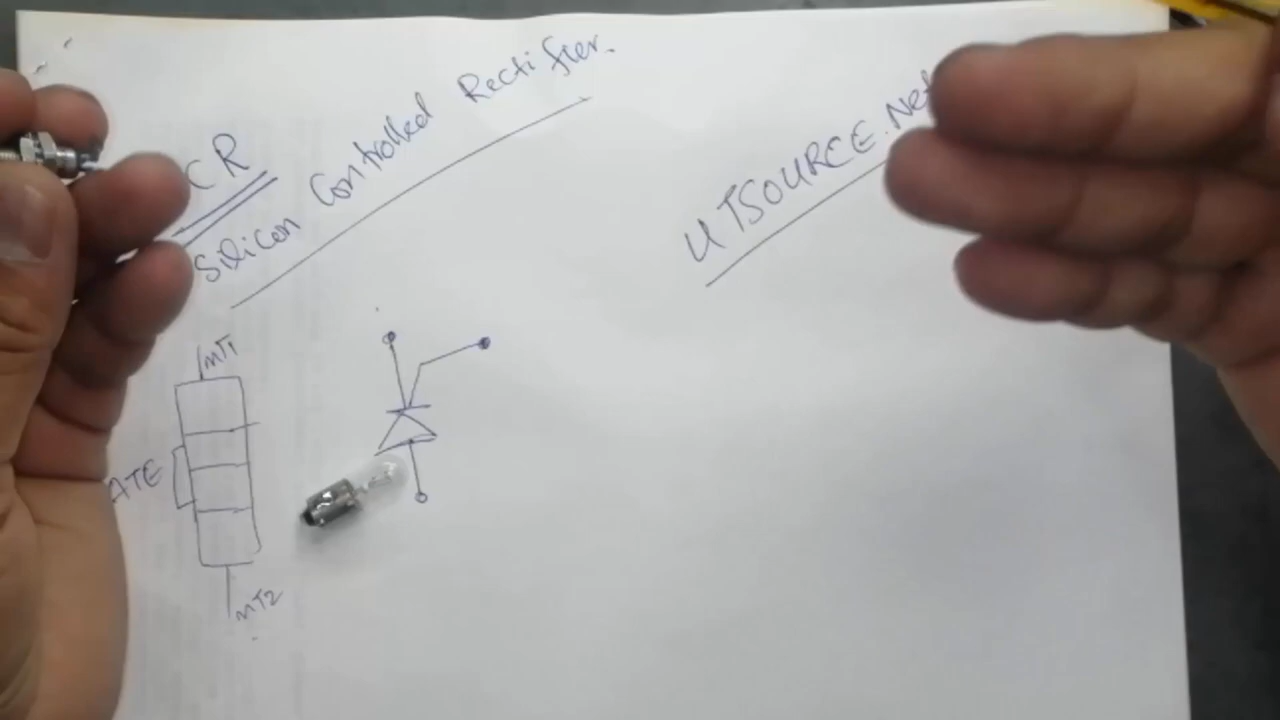 CR
Silicon Controlled Rectifier.
UTSOURCE.Net
MT1
ATE
MT2